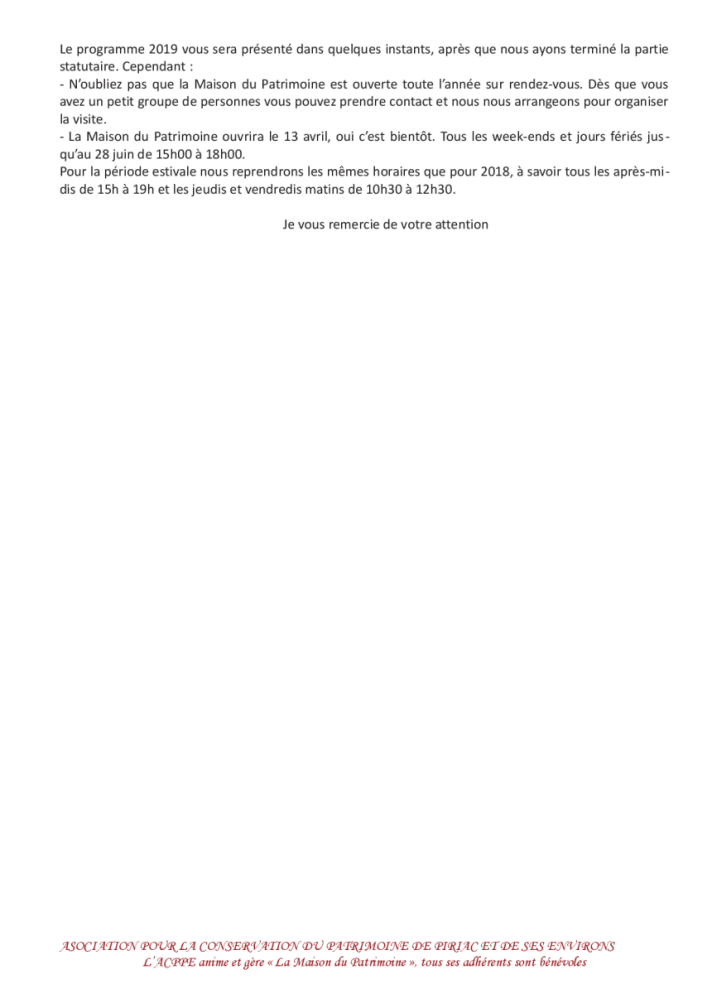 Le programme 2019 vous sera présenté dans quelques instants, après que nous ayons terminé la partie
statutaire. Cependant :
- N’oubliez pas que la Maison du Patrimoine est ouverte toute l’année sur rendez-vous. Dès que vous
avez un petit groupe de personnes vous pouvez prendre contact et nous nous arrangeons pour organiser
la visite.
- La Maison du Patrimoine ouvrira le 13 avril, oui c’est bientôt. Tous les week-ends et jours fériés jus-
qu’au 28 juin de 15h00 à 18h00.
Pour la période estivale nous reprendrons les mêmes horaires que pour 2018, à savoir tous les après-mi-
dis de 15h à 19h et les jeudis et vendredis matins de 10h30 à 12h30.
Je vous remercie de votre attention
ASOCIATION POUR LA CONSERVATION DU PATRIMOINE DE PIRIAC ET DE SES ENVIRONS
L’ACPPE anime et gère « La Maison du Patrimoine », tous ses adhérents sont bénévoles